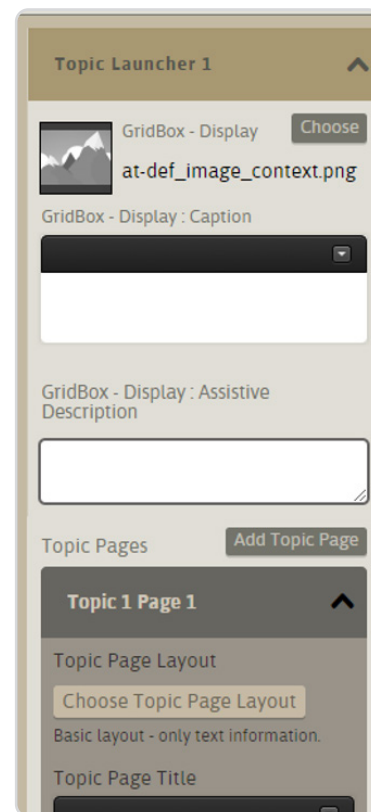 Topic Launcher 1
GridBox - Display
Choose
at-def_image_context.png
GridBox - Display : Caption
GridBox - Display : Assistive
Description
Topic Pages
Add Topic Page
Topic 1 Page 1
Topic Page Layout
Choose Topic Page Layout
Basic layout - only text information.
Topic Page Title